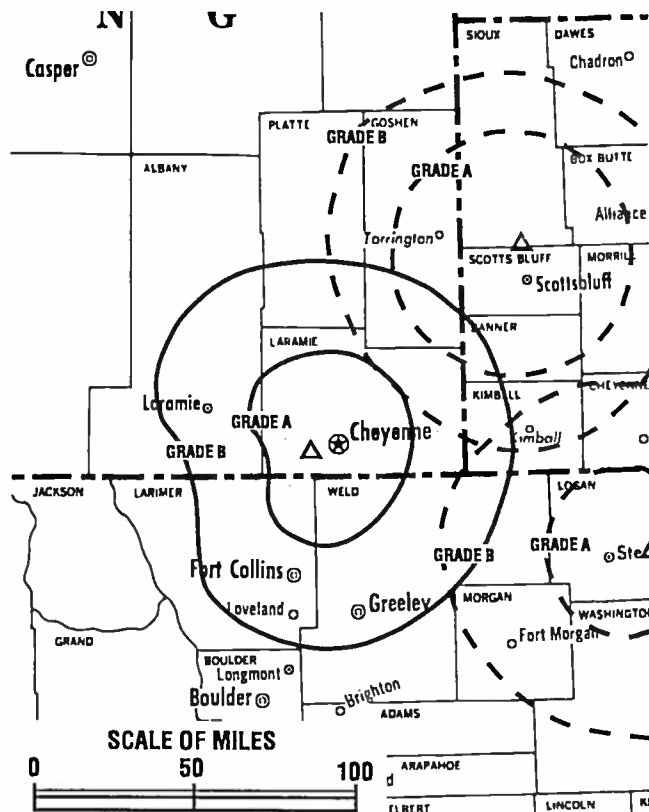 N G
SIOUX
DAWES
Casper
Chadron
PLATTE
GOSHEN
GRADE B
ALBANY
GRADE A
BOX BUTTE
Alliance
Torrington
SCOTTS BLUFF
MORRILL
Scottsbluff
BANNER
LARAMIE
KIMBALL
CHEYENNE
Laramie
GRADE A
Cheyenne
Kimball
GRADE B
JACKSON
LARIMER
WELD
LOGAN
GRADE B
GRADE A
Ste
Fort Collins
MORGAN
Loveland
Greeley
WASHINGTON
GRAND
Fort Morgan
BOULDER
Longmont
Boulder
Brighton
ADAMS
SCALE OF MILES
0 50 100
ARAPAHOE
d
ELBERT
LINCOLN